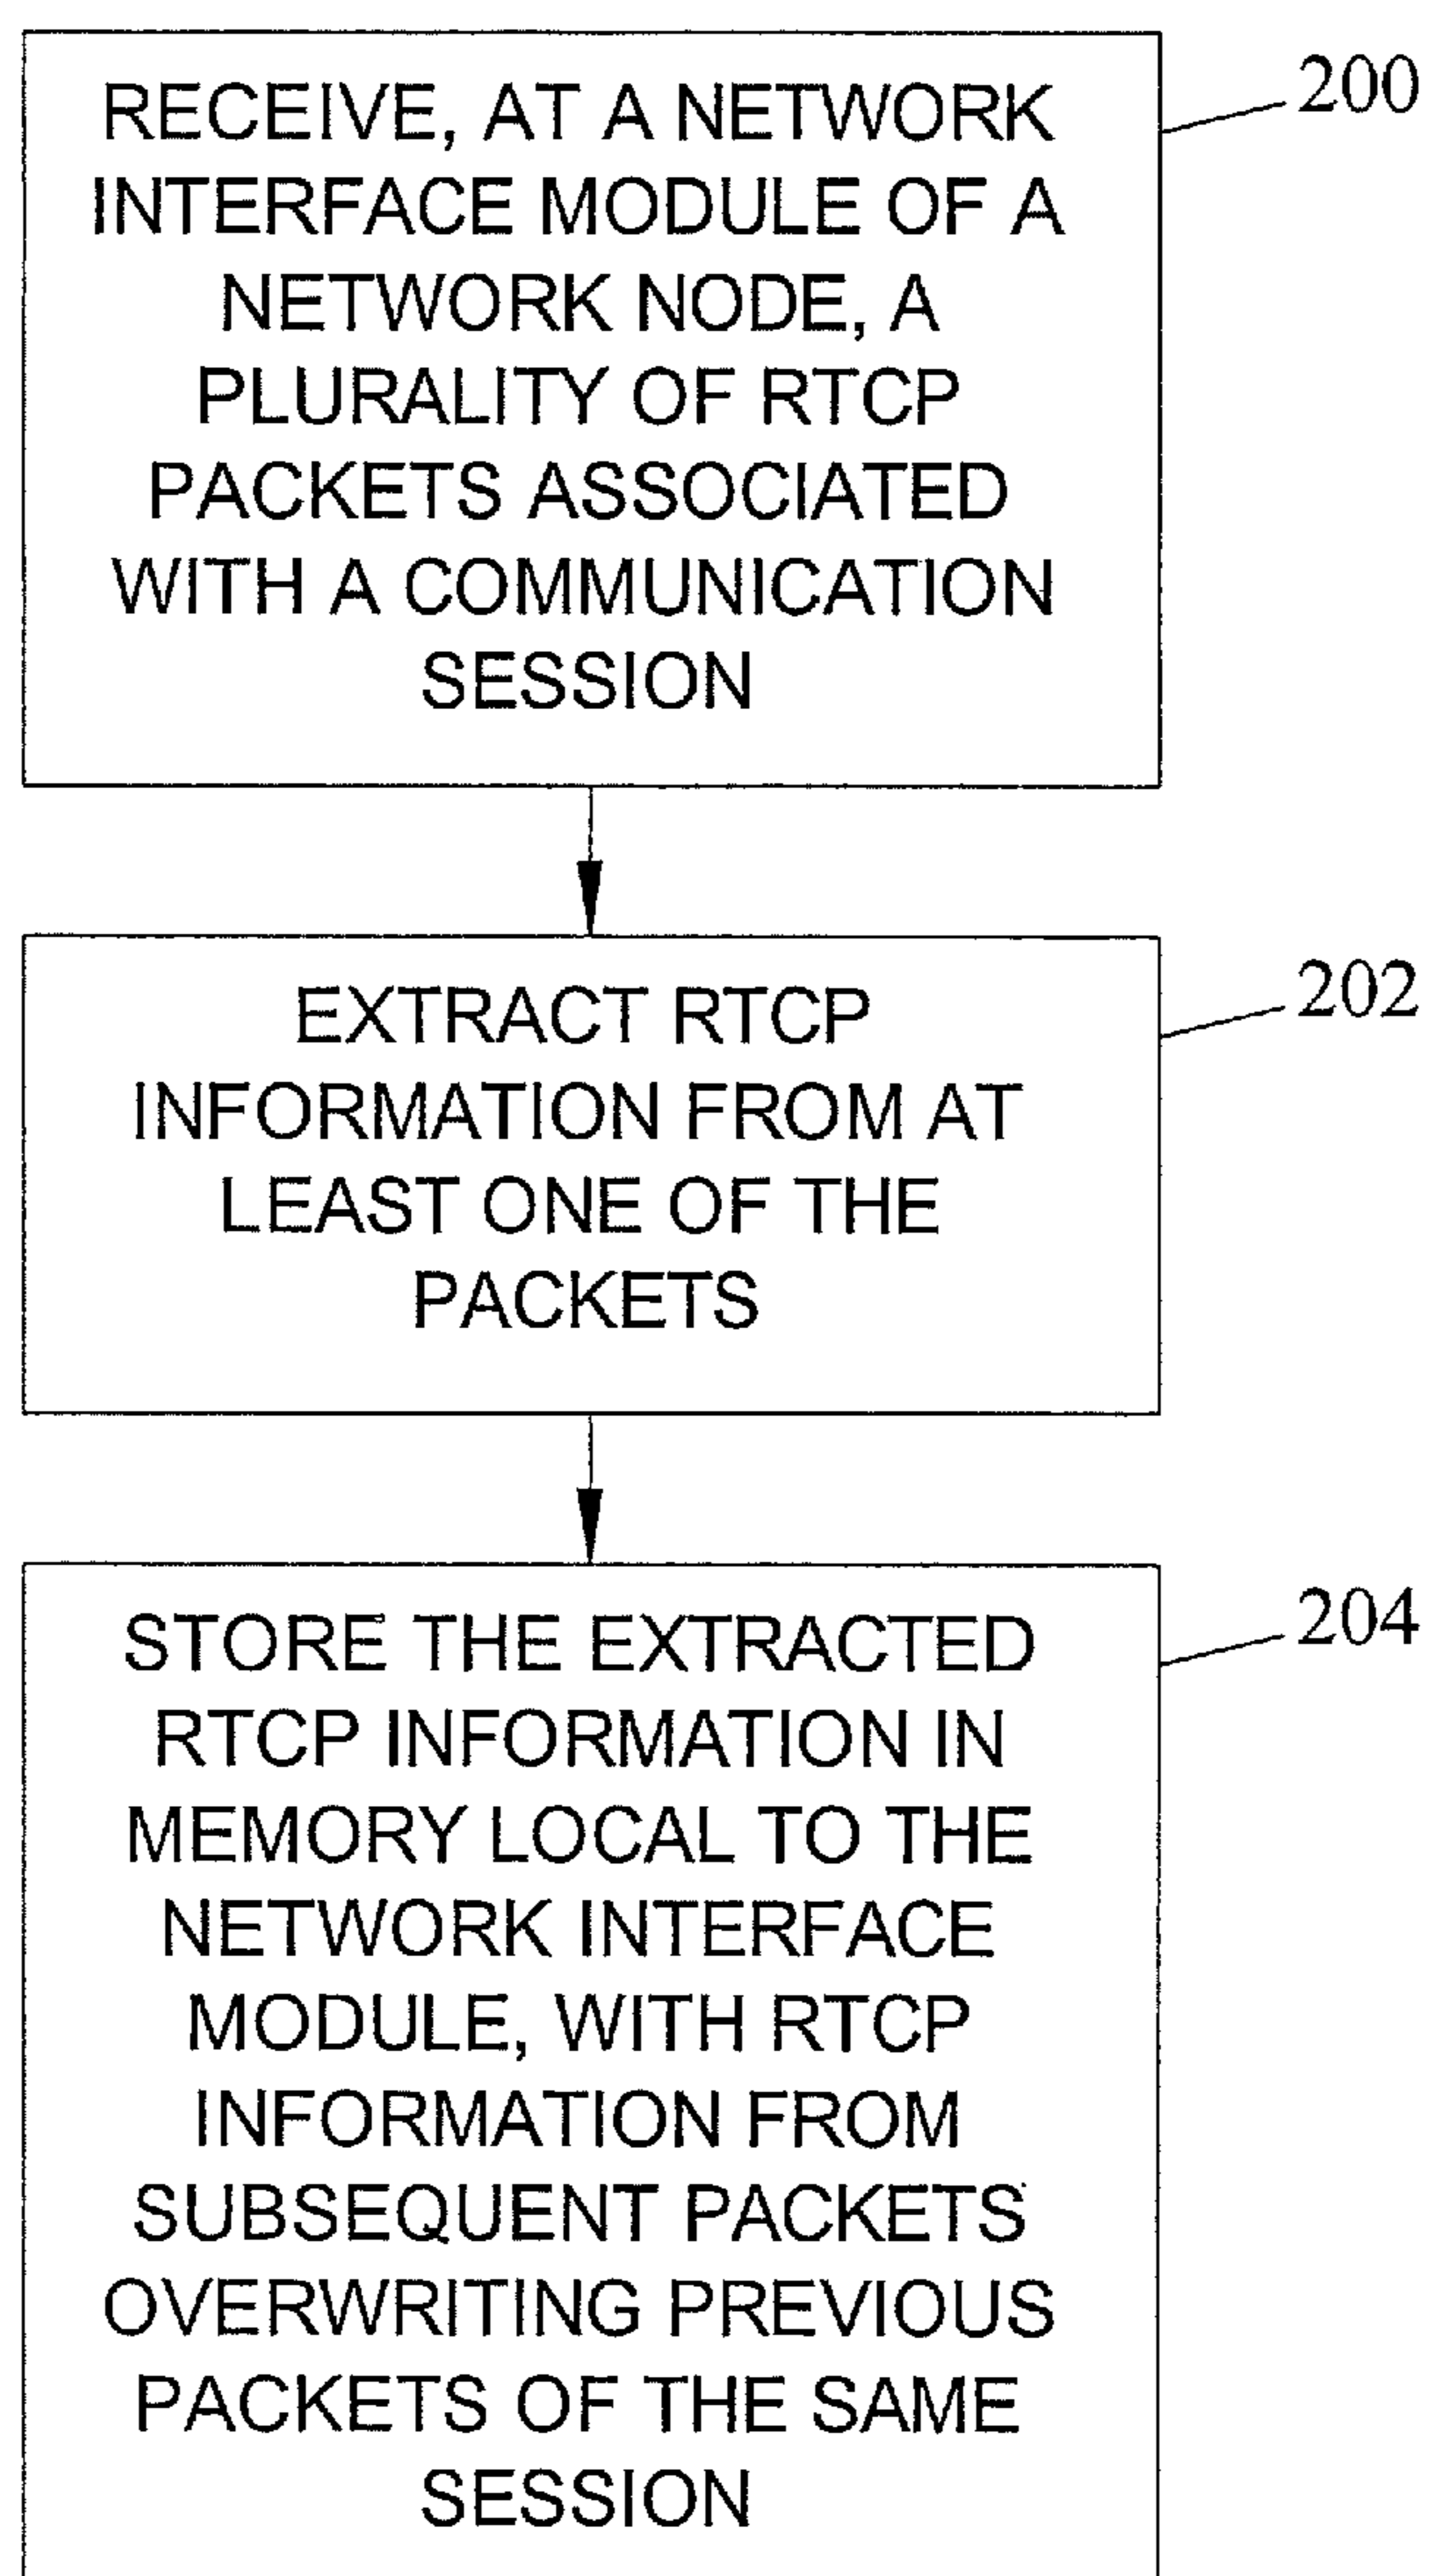 RECEIVE, AT A NETWORK
INTERFACE MODULE OF A
NETWORK NODE, A
PLURALITY OF RTCP
PACKETS ASSOCIATED
WITH A COMMUNICATION
SESSION
200
EXTRACT RTCP
INFORMATION FROM AT
LEAST ONE OF THE
PACKETS
202
STORE THE EXTRACTED
RTCP INFORMATION IN
MEMORY LOCAL TO THE
NETWORK INTERFACE
MODULE, WITH RTCP
INFORMATION FROM
SUBSEQUENT PACKETS
OVERWRITING PREVIOUS
PACKETS OF THE SAME
SESSION
204